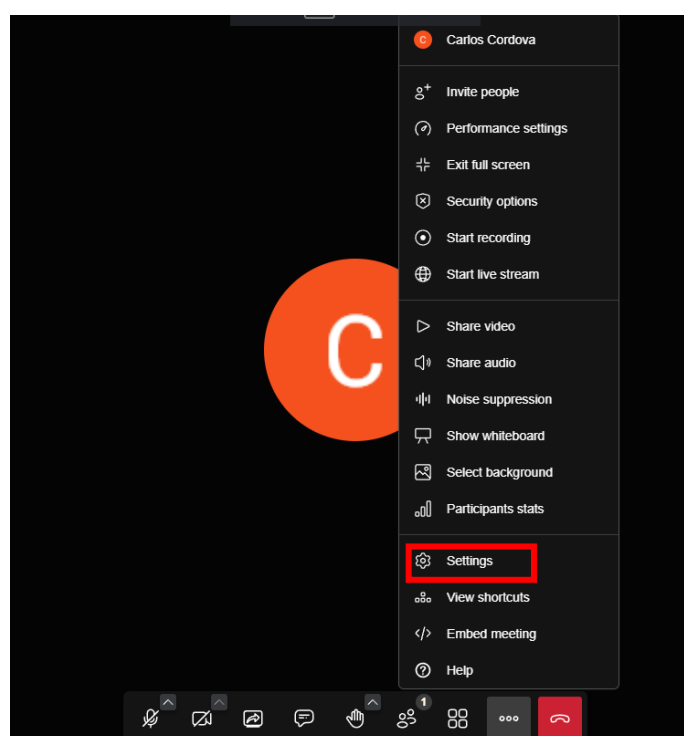 C Carlos Cordova
Invite people
Performance settings
Exit full screen
Security options
Start recording
Start live stream
C
Share video
Share audio
Noise suppression
Show whiteboard
Select background
Participants stats
Settings
View shortcuts
Embed meeting
Help
1